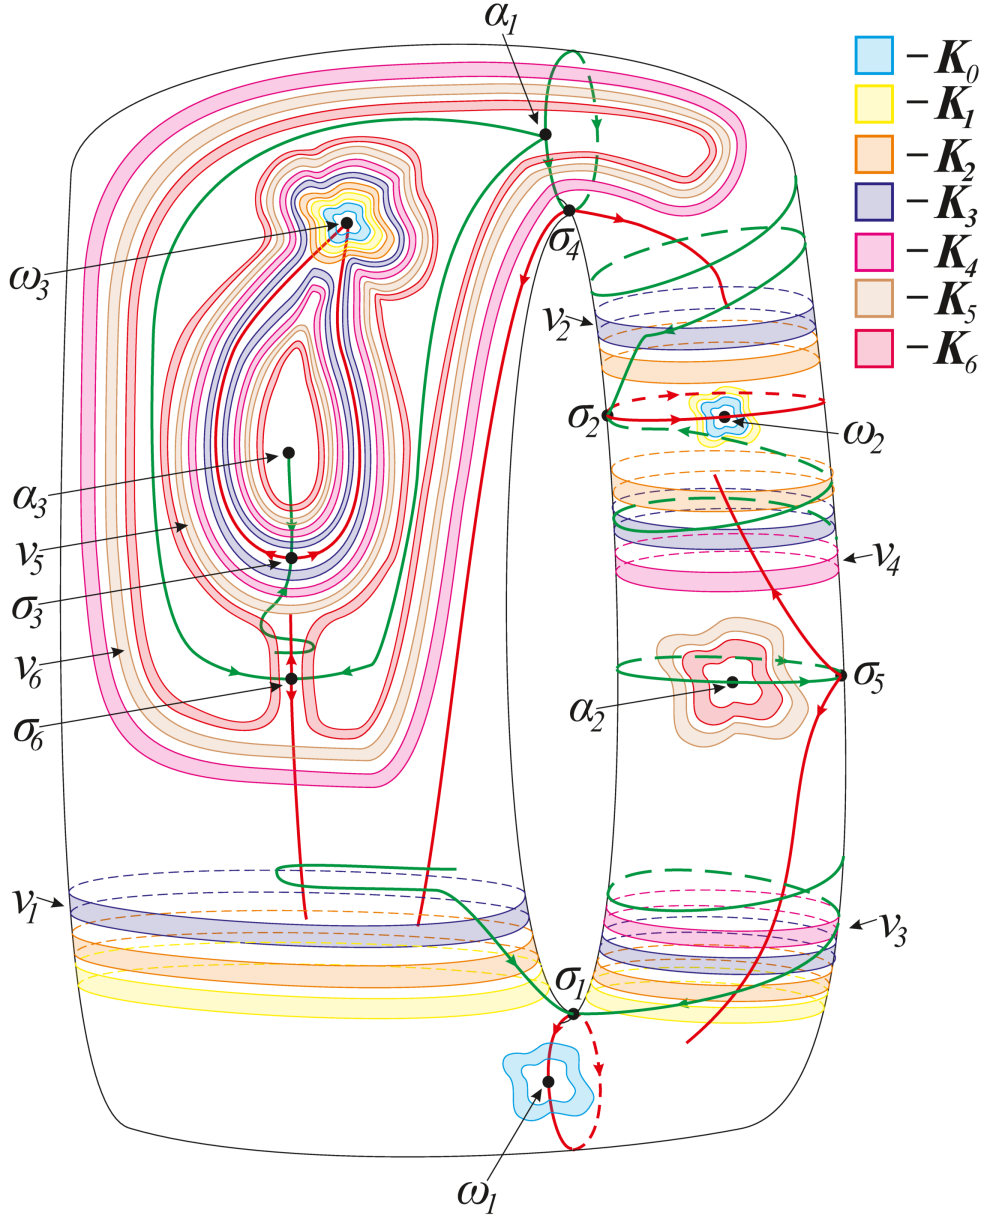 α₁
– K₀
– K₁
– K₂
– K₃
– K₄
– K₅
– K₆
σ₄
ω₃
ν₂
σ₂
ω₂
α₃
ν₅
ν₄
σ₃
ν₆
σ₅
α₂
σ₆
ν₁
ν₃
σ₁
ω₁